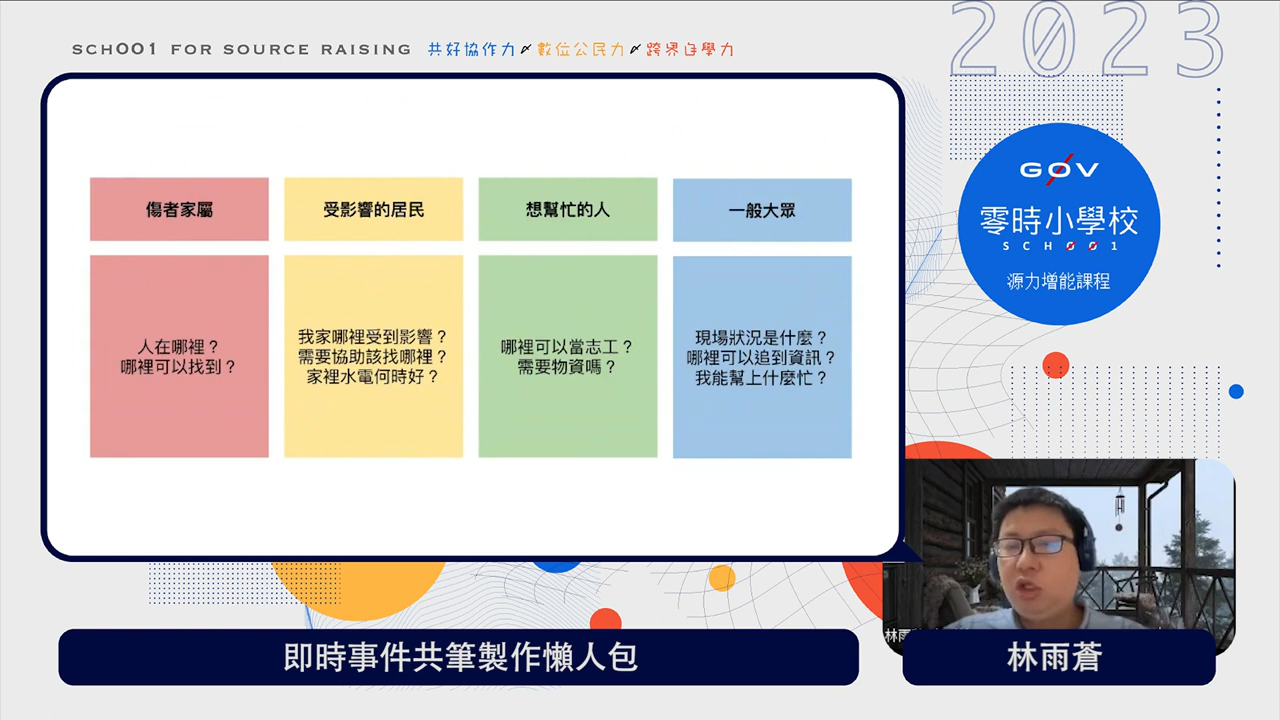 SCH001 FOR SOURCE RAISING 共好協作力 數位公民力 跨界自學力
2023
G0V
零時小學校
SCH001
源力增能課程
傷者家屬
受影響的居民
想幫忙的人
一般大眾
人在哪裡？
哪裡可以找到？
我家哪裡受到影響？
需要協助該找哪裡？
家裡水電何時好？
哪裡可以當志工？
需要物資嗎？
現場狀況是什麼？
哪裡可以追到資訊？
我能幫上什麼忙？
林雨
即時事件共筆製作懶人包
林雨蒼